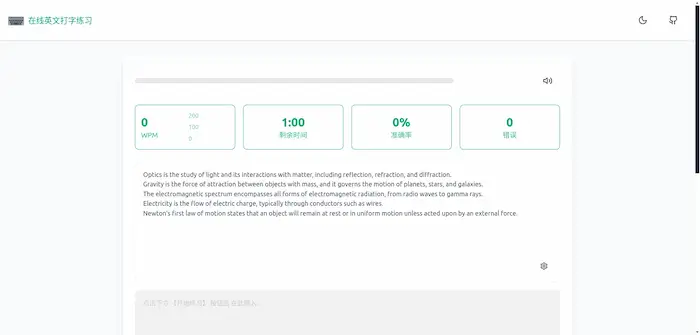 在线英文打字练习
0
WPM
200
100
0
1:00
剩余时间
0%
准确率
0
错误
Optics is the study of light and its interactions with matter, including reflection, refraction, and diffraction.
Gravity is the force of attraction between objects with mass, and it governs the motion of planets, stars, and galaxies.
The electromagnetic spectrum encompasses all forms of electromagnetic radiation, from radio waves to gamma rays.
Electricity is the flow of electric charge, typically through conductors such as wires.
Newton's first law of motion states that an object will remain at rest or in uniform motion unless acted upon by an external force.